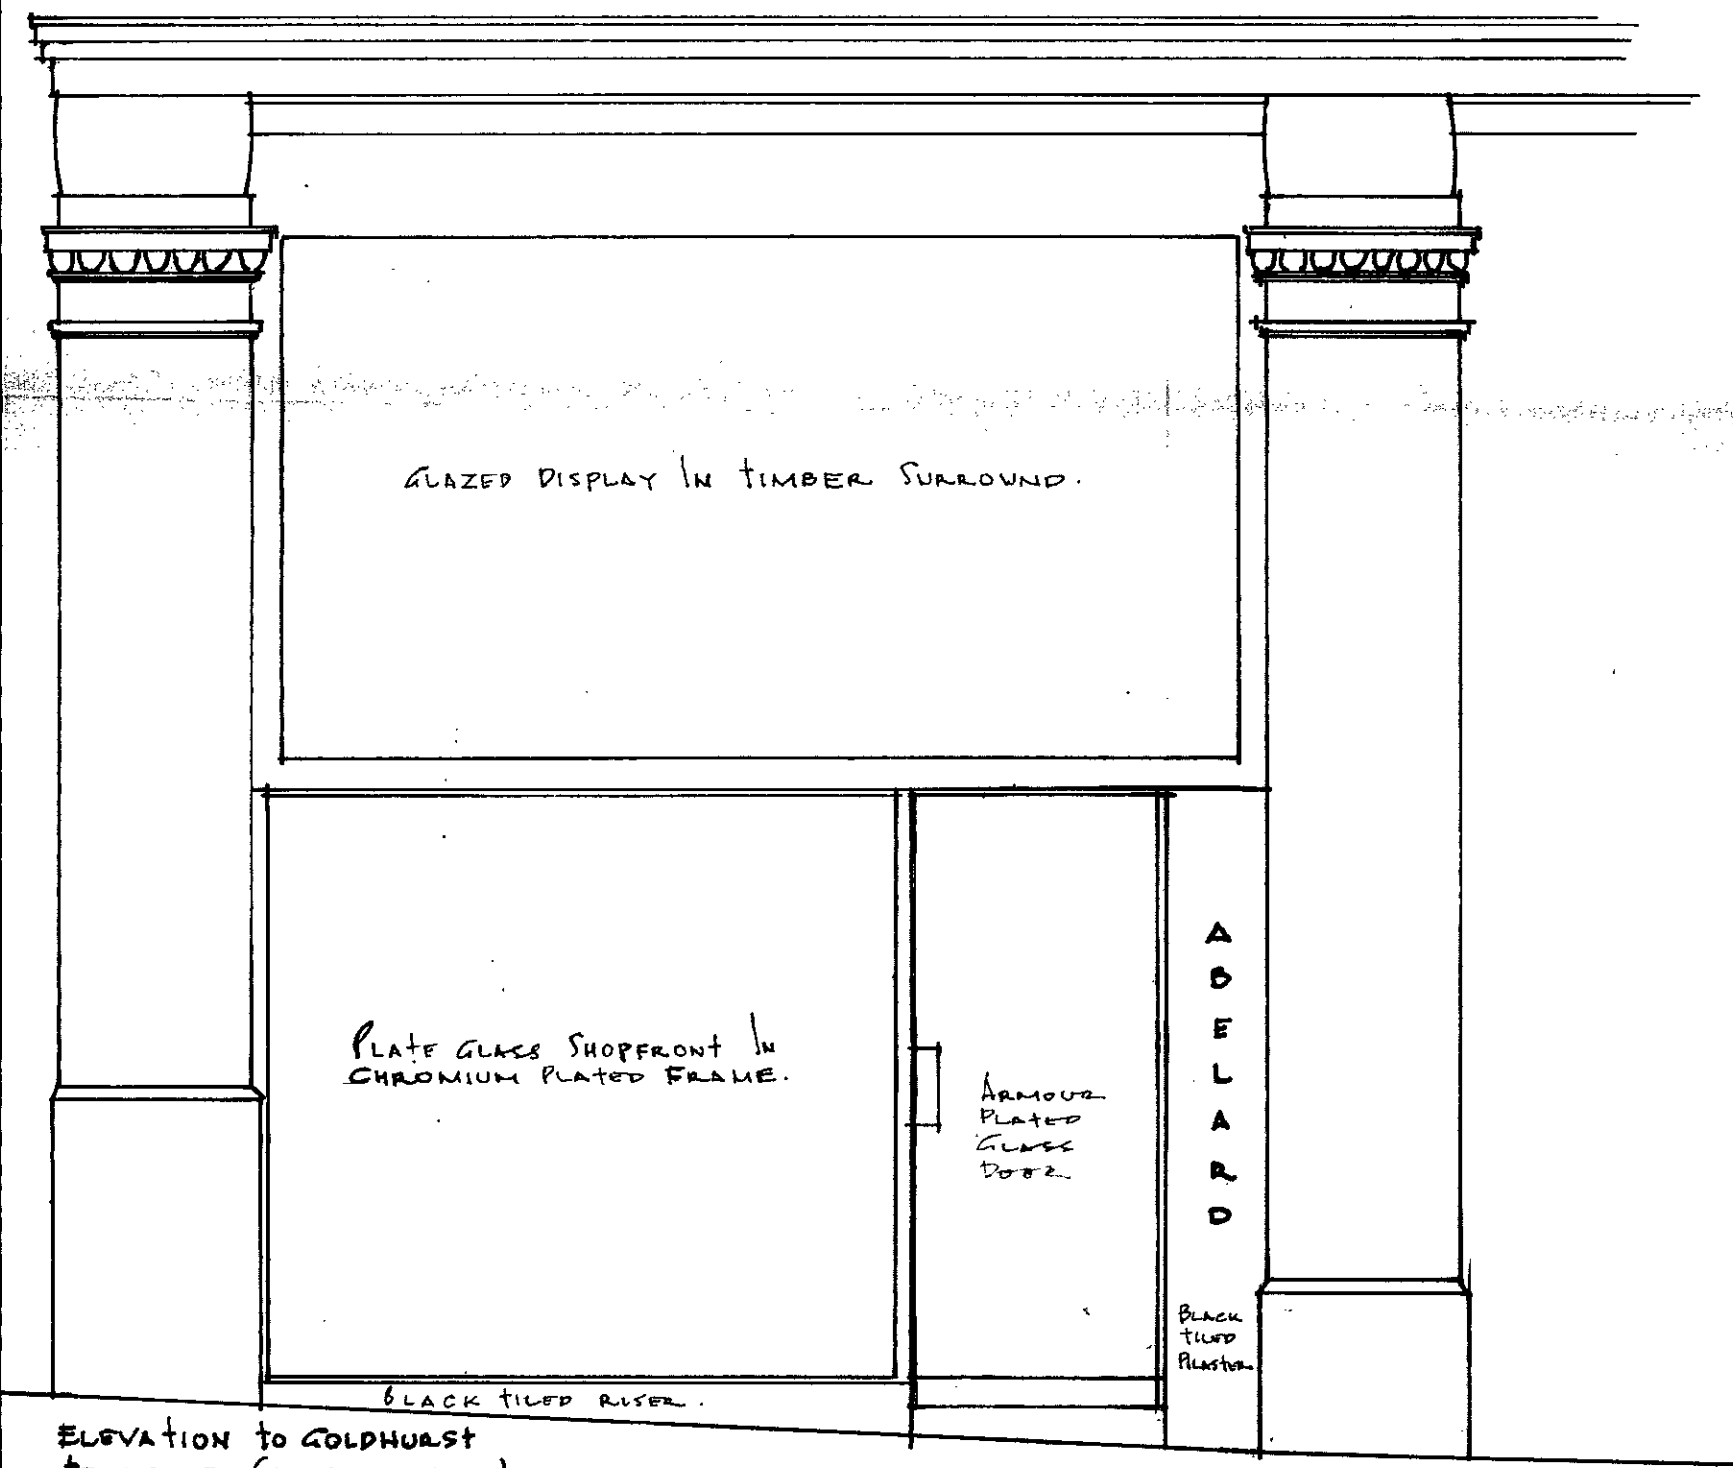 GLAZED DISPLAY IN TIMBER SURROUND.
PLATE GLASS SHOPFRONT IN
CHROMIUM PLATED FRAME.
ARMOUR
PLATED
GLASS
DOOR
A
B
E
L
A
R
D
BLACK
TILED
PILASTER
BLACK TILED RISER.
ELEVATION TO GOLDHURST